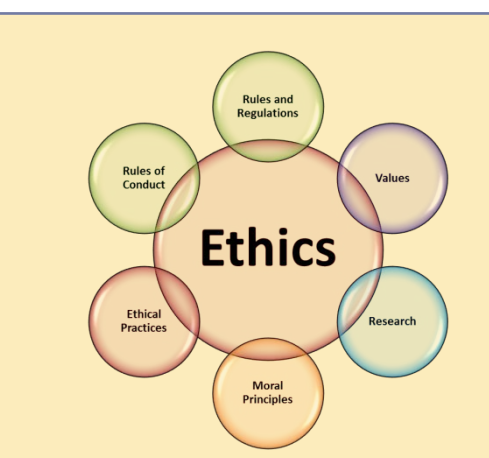 Rules and
Regulations
Values
Research
Moral
Principles
Ethical
Practices
Rules of
Conduct
Ethics